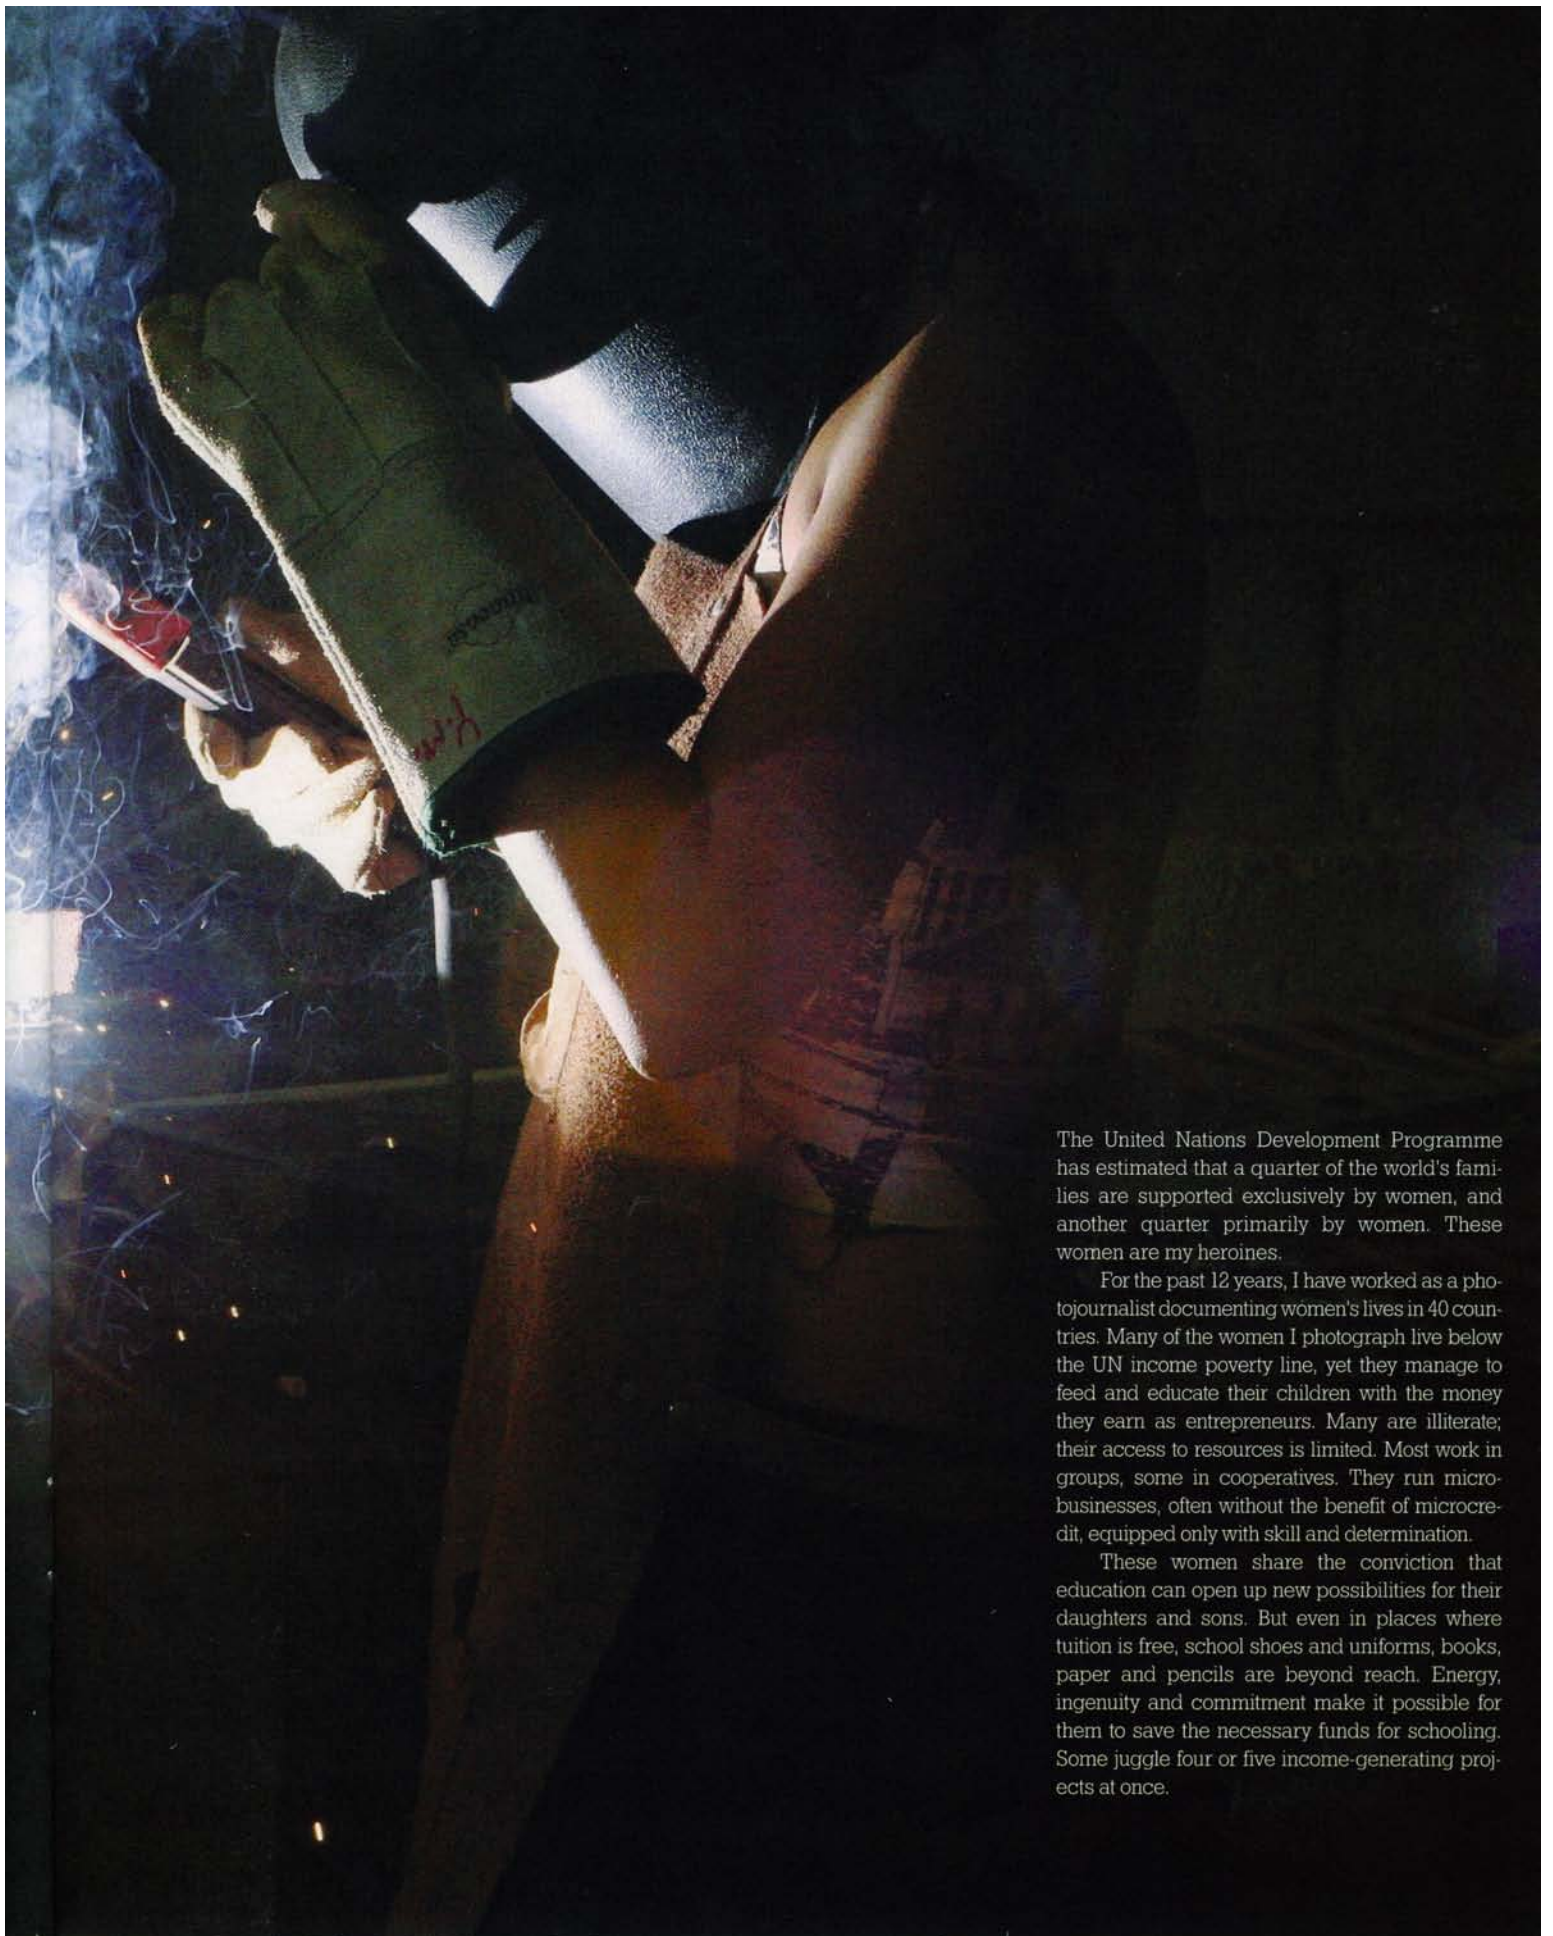 The United Nations Development Programme
has estimated that a quarter of the world's fami-
lies are supported exclusively by women, and
another quarter primarily by women. These
women are my heroines.
For the past 12 years, I have worked as a pho-
tojournalist documenting women's lives in 40 coun-
tries. Many of the women I photograph live below
the UN income poverty line, yet they manage to
feed and educate their children with the money
they earn as entrepreneurs. Many are illiterate;
their access to resources is limited. Most work in
groups, some in cooperatives. They run micro-
businesses, often without the benefit of microcre-
dit, equipped only with skill and determination.
These women share the conviction that
education can open up new possibilities for their
daughters and sons. But even in places where
tuition is free, school shoes and uniforms, books,
paper and pencils are beyond reach. Energy,
ingenuity and commitment make it possible for
them to save the necessary funds for schooling.
Some juggle four or five income-generating proj-
ects at once.